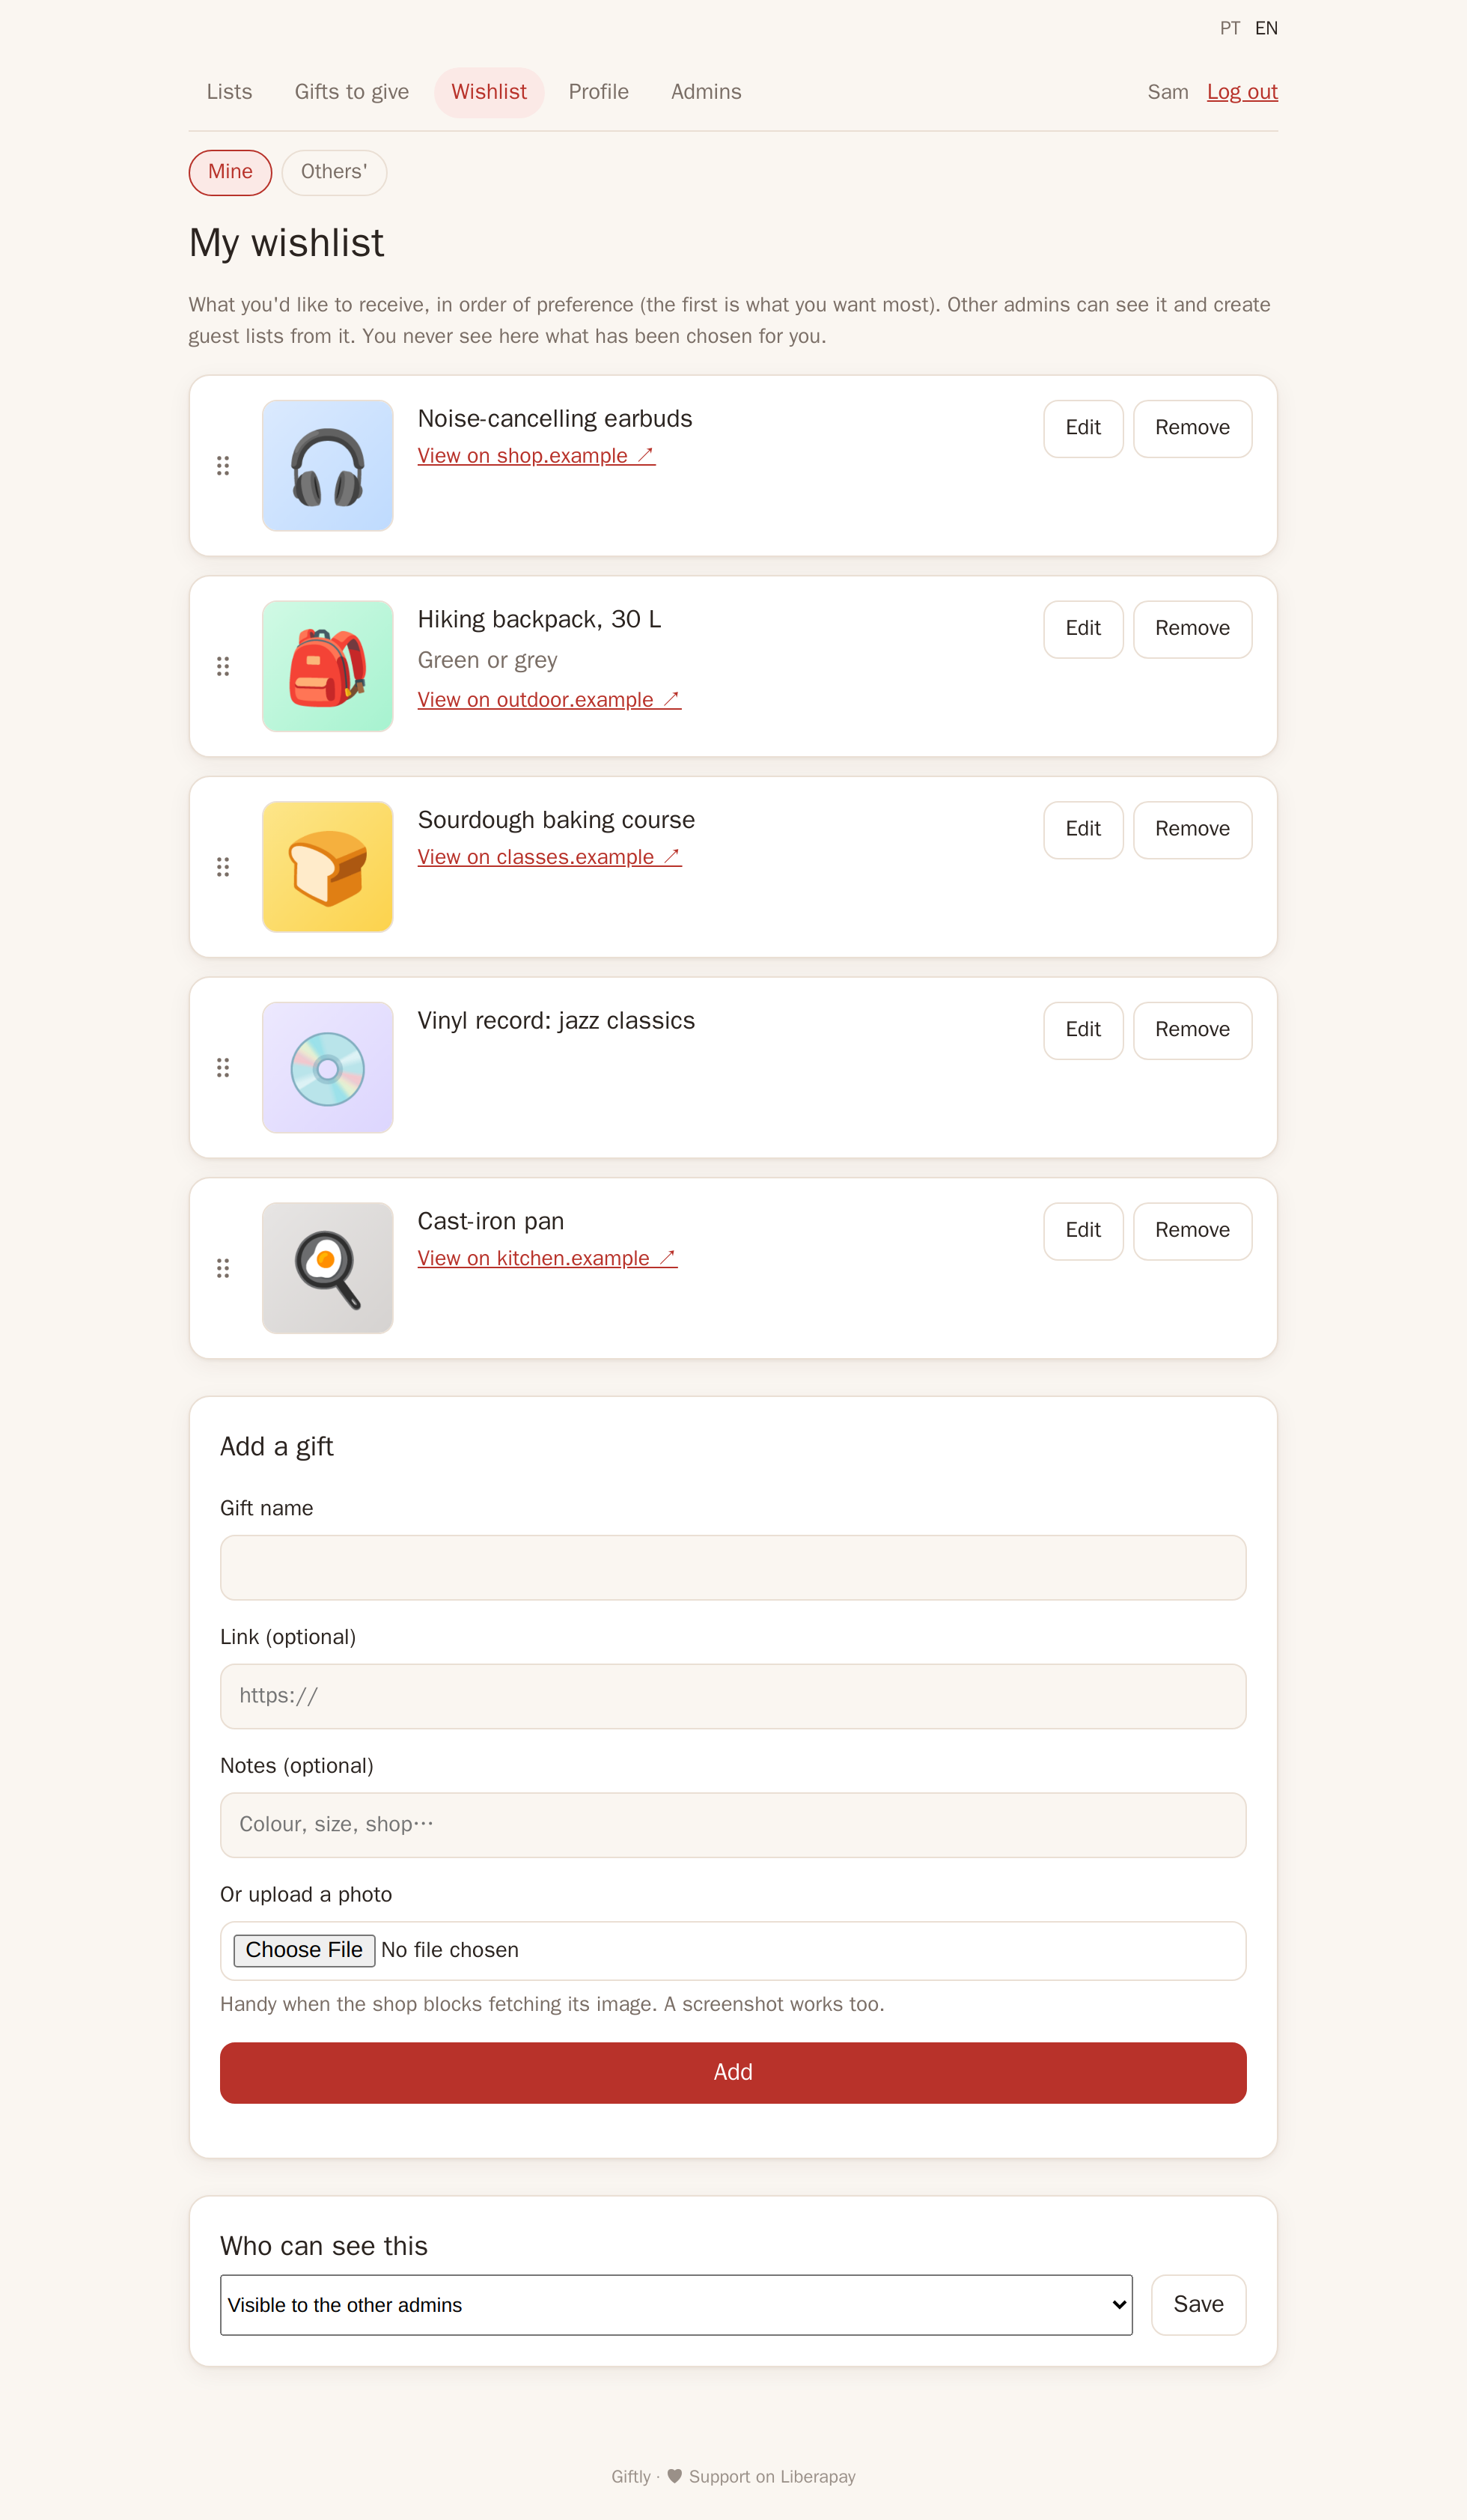 PT EN
Lists Gifts to give Wishlist Profile Admins Sam Log out
Mine Others'
My wishlist
What you'd like to receive, in order of preference (the first is what you want most). Other admins can see it and create
guest lists from it. You never see here what has been chosen for you.
Noise-cancelling earbuds
View on shop.example ↗
Edit Remove
Hiking backpack, 30 L
Green or grey
View on outdoor.example ↗
Edit Remove
Sourdough baking course
View on classes.example ↗
Edit Remove
Vinyl record: jazz classics
Edit Remove
Cast-iron pan
View on kitchen.example ↗
Edit Remove
Add a gift
Gift name
Link (optional)
https://
Notes (optional)
Colour, size, shop…
Or upload a photo
Choose File No file chosen
Handy when the shop blocks fetching its image. A screenshot works too.
Add
Who can see this
Visible to the other admins
Save
Giftly · ♥ Support on Liberapay